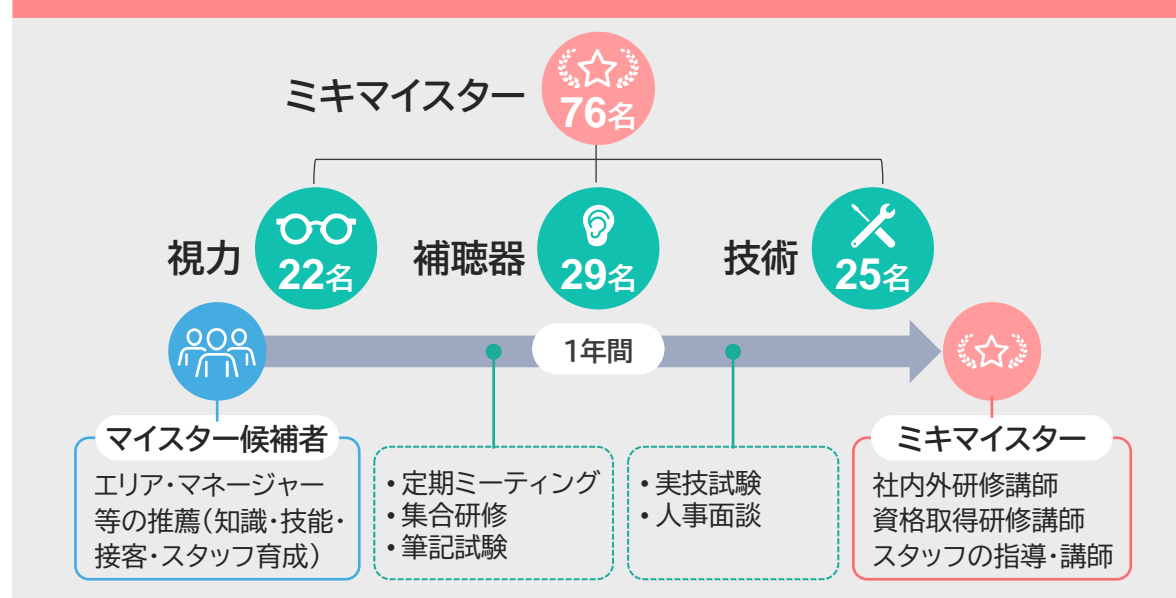 ミキマイスター
76名
視力
22名
補聴器
29名
技術
25名
1年間
マイスター候補者
エリア・マネージャー
等の推薦（知識・技能・
接客・スタッフ育成）
・定期ミーティング
・集合研修
・筆記試験
・実技試験
・人事面談
ミキマイスター
社内外研修講師
資格取得研修講師
スタッフの指導・講師